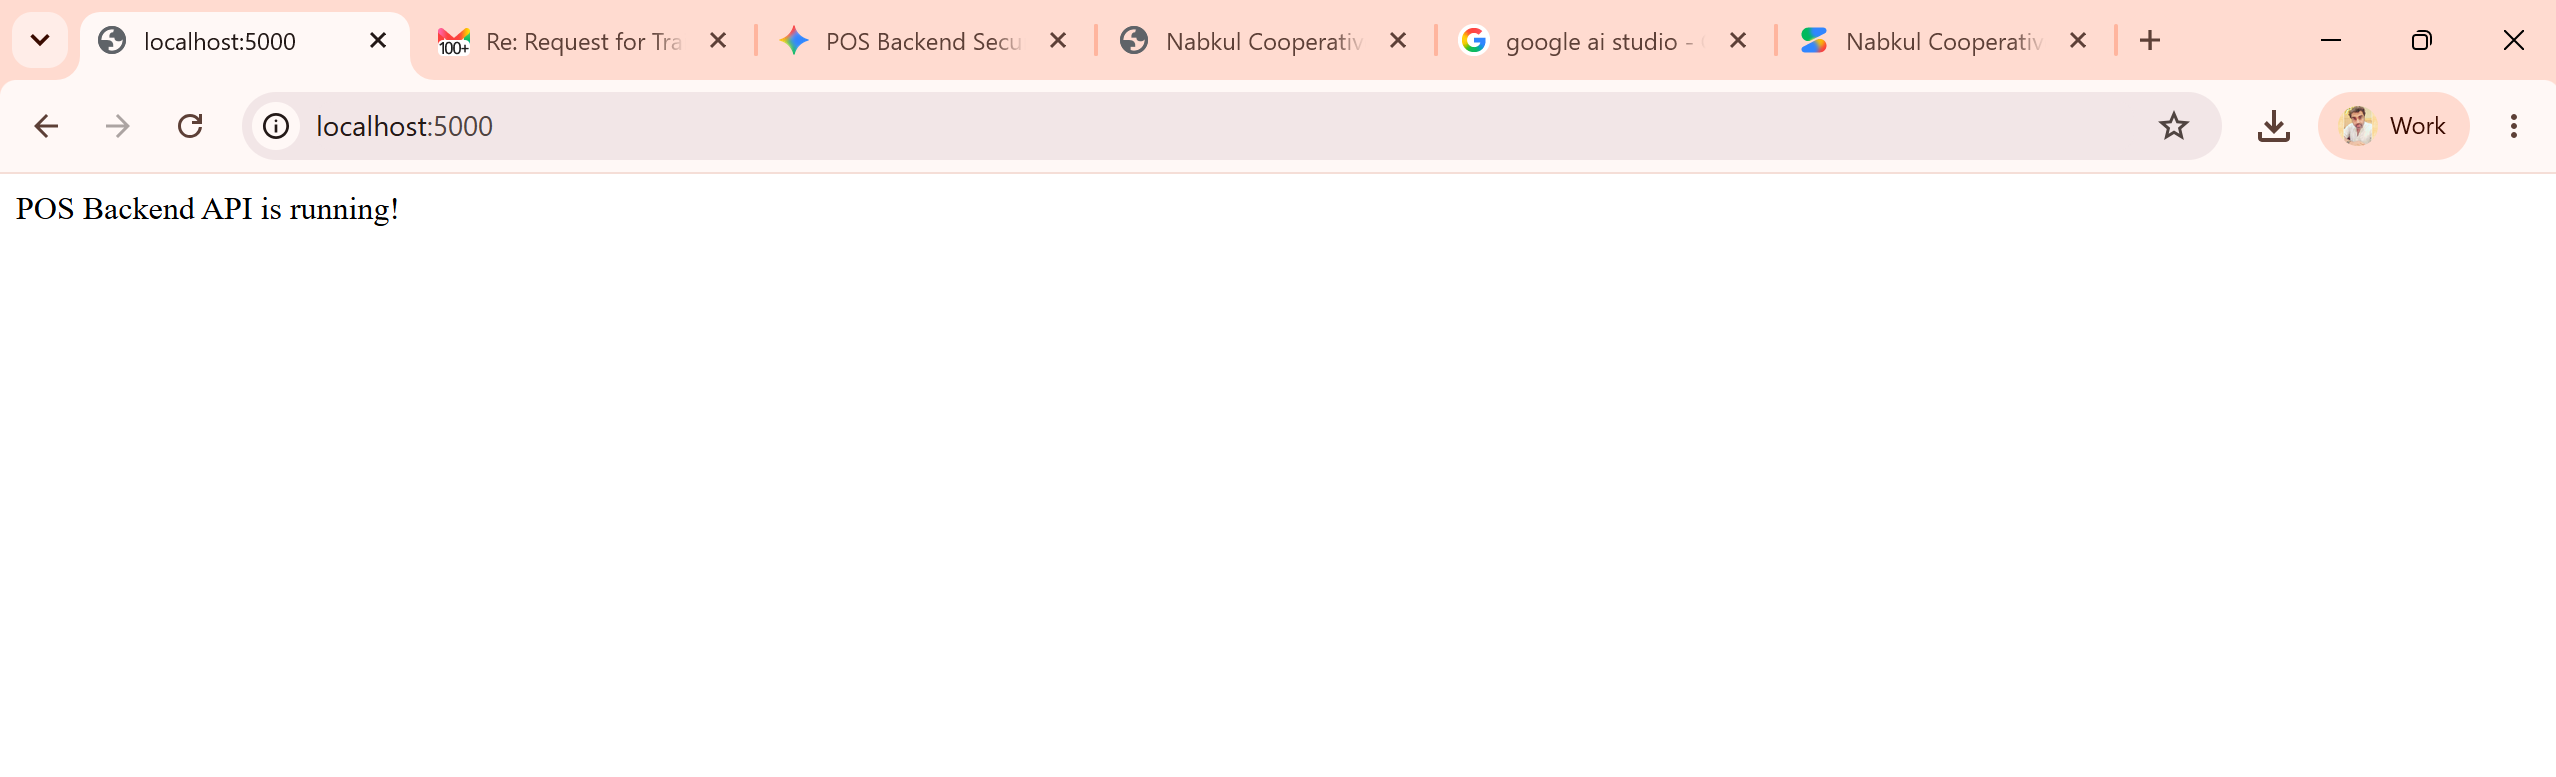 localhost:5000
100+
Re: Request for Tra
POS Backend Secu
Nabkul Cooperativ
google ai studio -
Nabkul Cooperativ
localhost:5000
Work
POS Backend API is running!